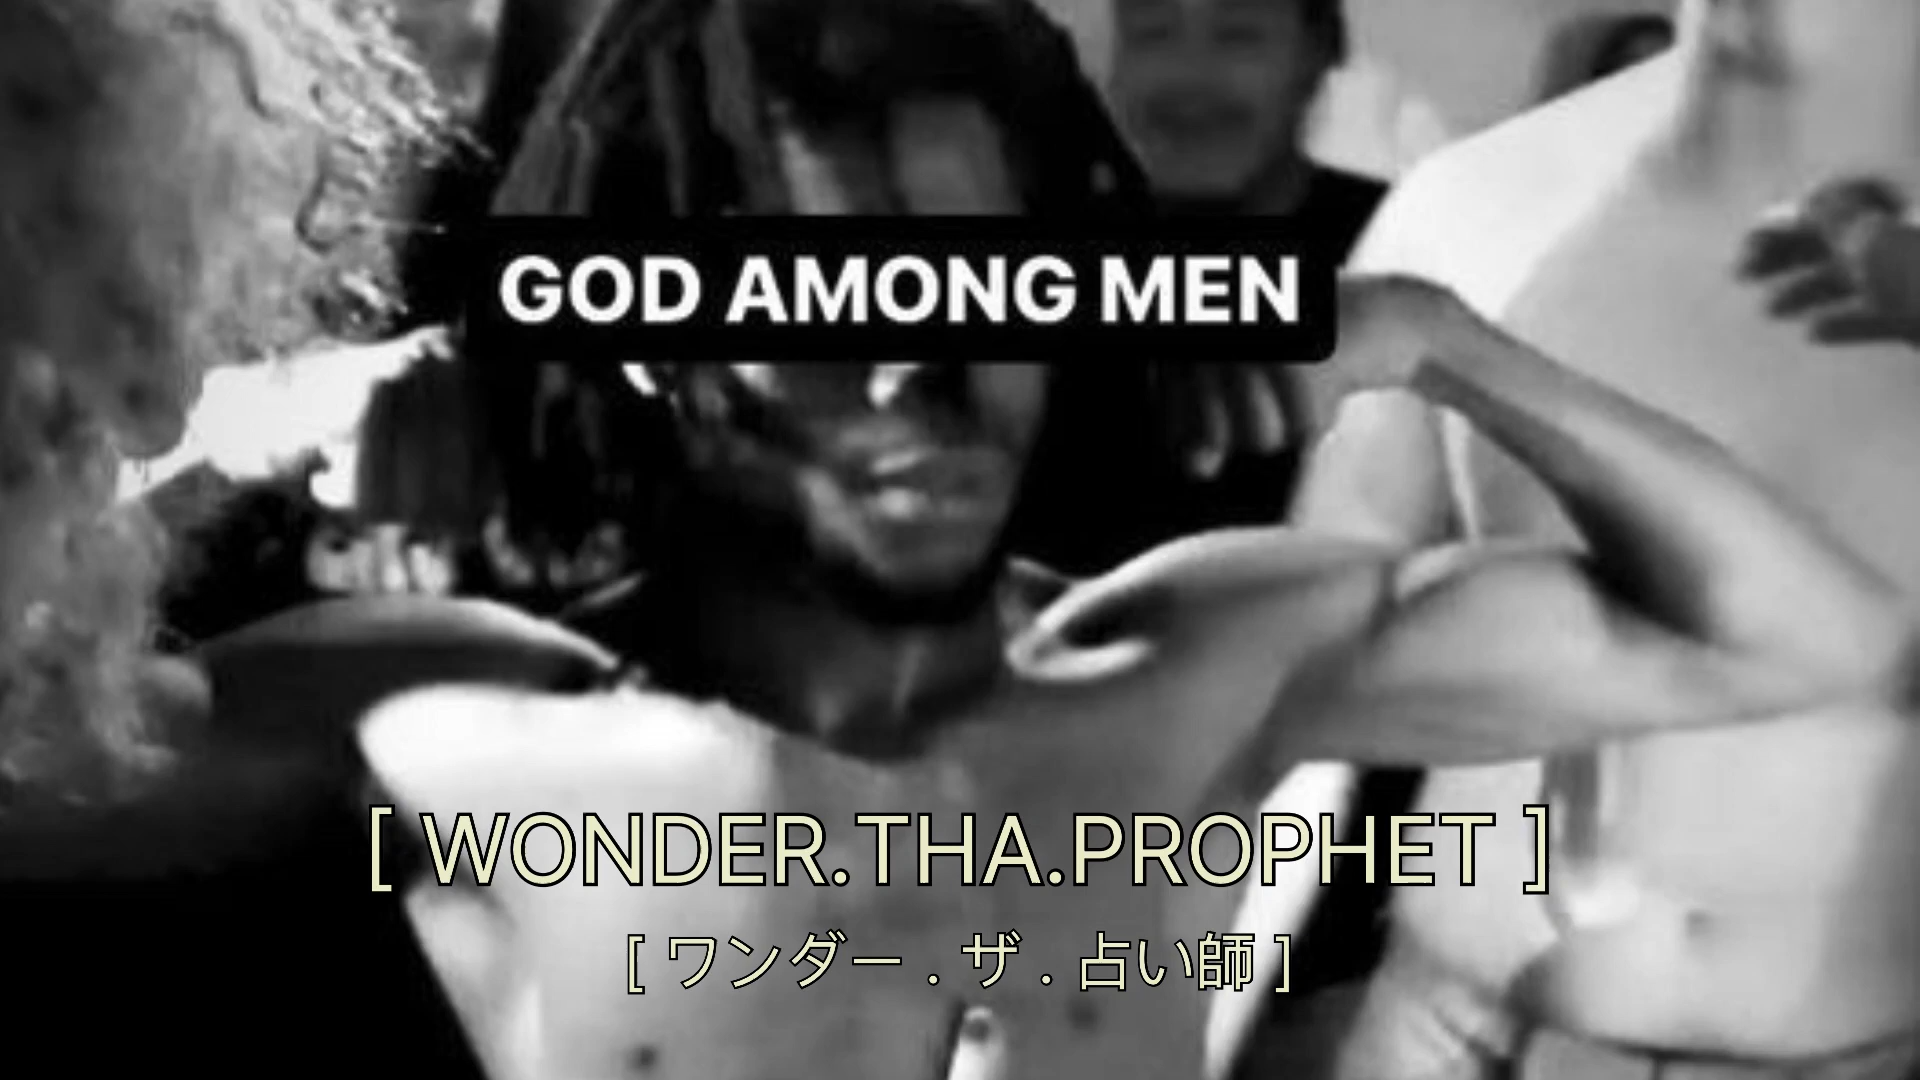 GOD AMONG MEN
[ WONDER.THA.PROPHET ]
[ ワンダー . ザ . 占い師 ]